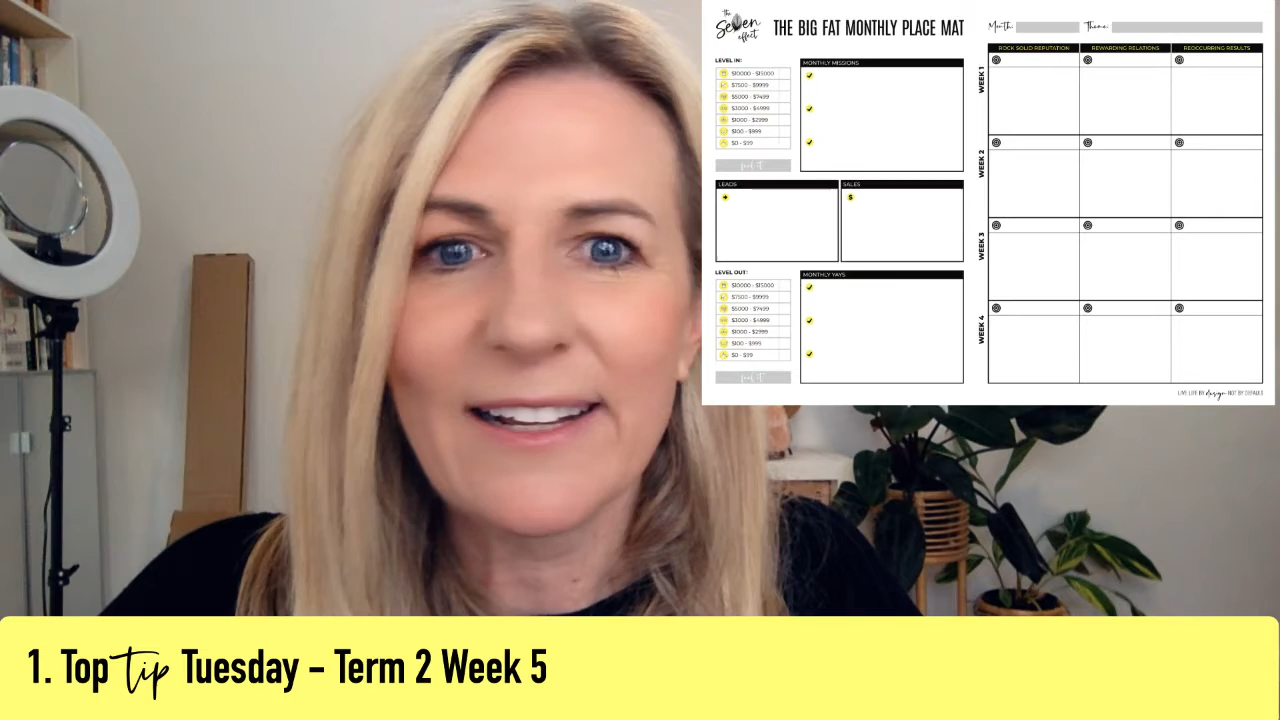 the
Seven
effect
THE BIG FAT MONTHLY PLACE MAT
LEVEL IN:
$10000 - $15000
$7500 - $9999
$5000 - $7499
$3000 - $4999
$1000 - $2999
$100 - $999
$0 - $99
feel it
MONTHLY MISSIONS
LEADS
SALES
$
LEVEL OUT:
$10000 - $15000
$7500 - $9999
$5000 - $7499
$3000 - $4999
$1000 - $2999
$100 - $999
$0 - $99
feel it
MONTHLY YAYS
Month:
Theme:
ROCK SOLID REPUTATION
REWARDING RELATIONS
REOCCURRING RESULTS
WEEK 1
WEEK 2
WEEK 3
WEEK 4
LIVE LIFE BY design NOT BY DEFAULT
1. Top tip Tuesday - Term 2 Week 5